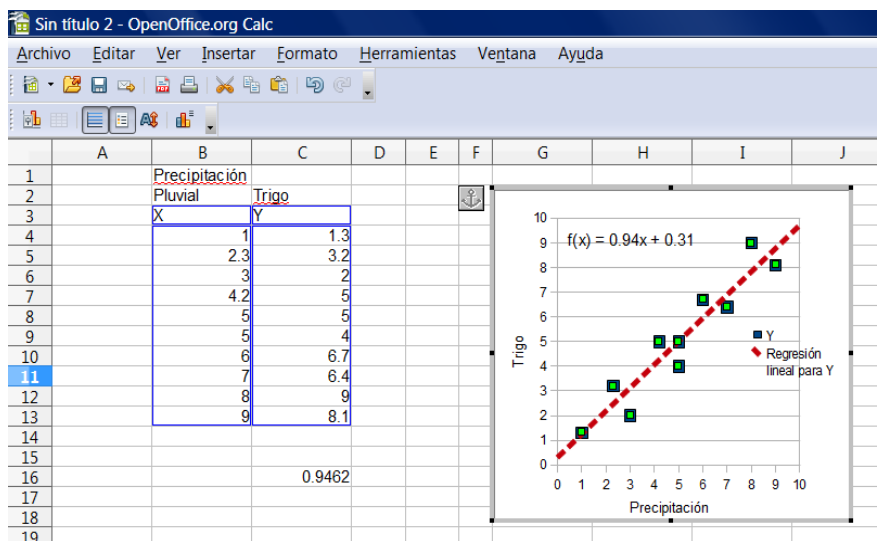 Sin título 2 - OpenOffice.org Calc
Archivo Editar Ver Insertar Formato Herramientas Ventana Ayuda
A B C D E F G H I J
1 Precipitación
2 Pluvial Trigo
3 X Y
4 1 1.3
5 2.3 3.2
6 3 2
7 4.2 5
8 5 5
9 5 4
10 6 6.7
11 7 6.4
12 8 9
13 9 8.1
14
15
16 0.9462
17
18
19
10
9
8
7
6
5
4
3
2
1
0
f(x) = 0.94x + 0.31
Trigo
Y
Regresión
lineal para Y
0 1 2 3 4 5 6 7 8 9 10
Precipitación